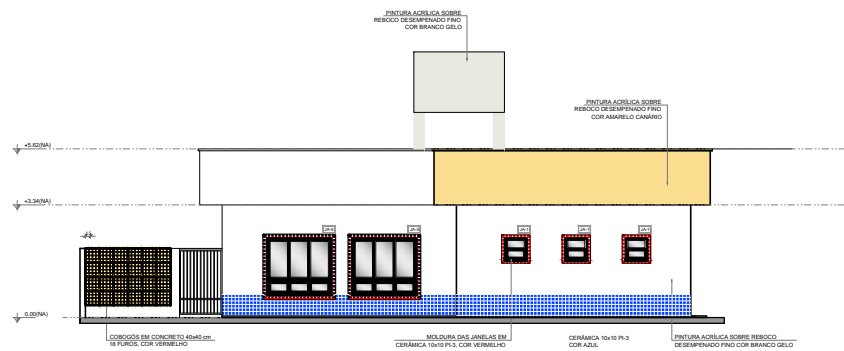 PINTURA ACRÍLICA SOBRE
REBOCO DESEMPENADO FINO
COR BRANCO GELO
PINTURA ACRÍLICA SOBRE
REBOCO DESEMPENADO FINO
COR AMARELO CANÁRIO
+5.62(NA)
+3.34(NA)
JA-5
JA-5
JA-1
JA-1
JA-1
0.00(NA)
COBOGÓS EM CONCRETO 40x40 cm
18 FUROS, COR VERMELHO
MOLDURA DAS JANELAS EM
CERÂMICA 10x10 PI-3, COR VERMELHO
CERÂMICA 10x10 PI-3
COR AZUL
PINTURA ACRÍLICA SOBRE REBOCO
DESEMPENADO FINO COR BRANCO GELO